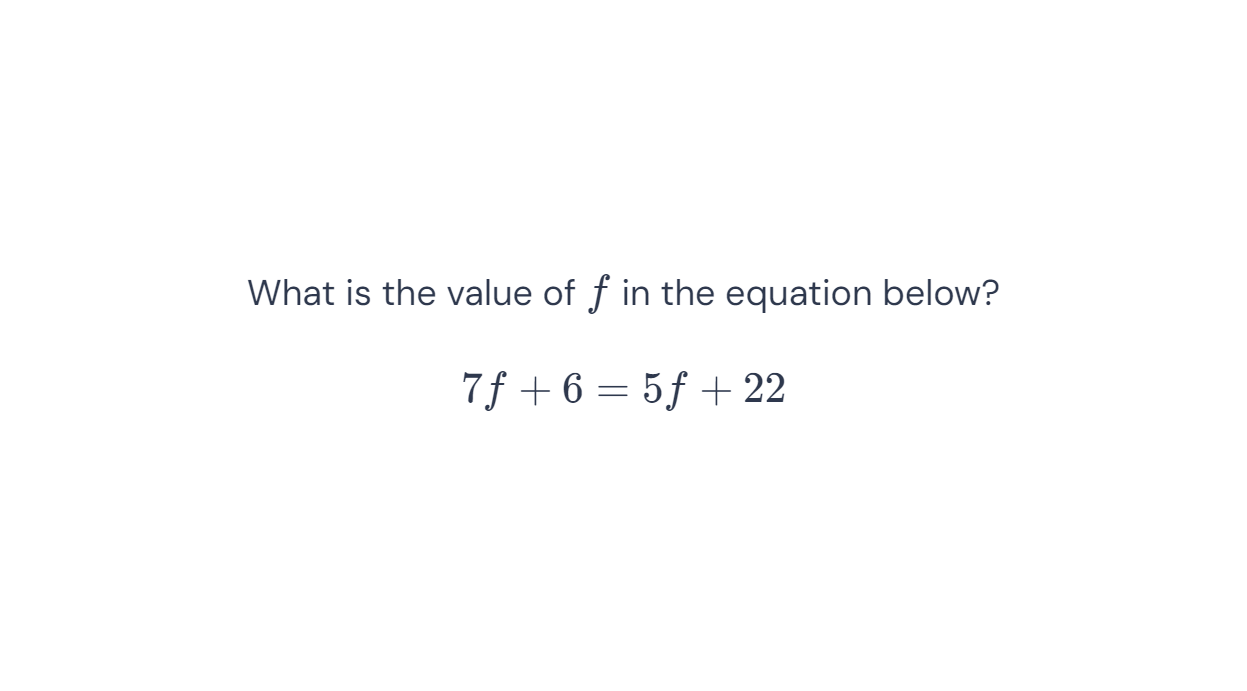 What is the value of f in the equation below?
7f + 6 = 5f + 22